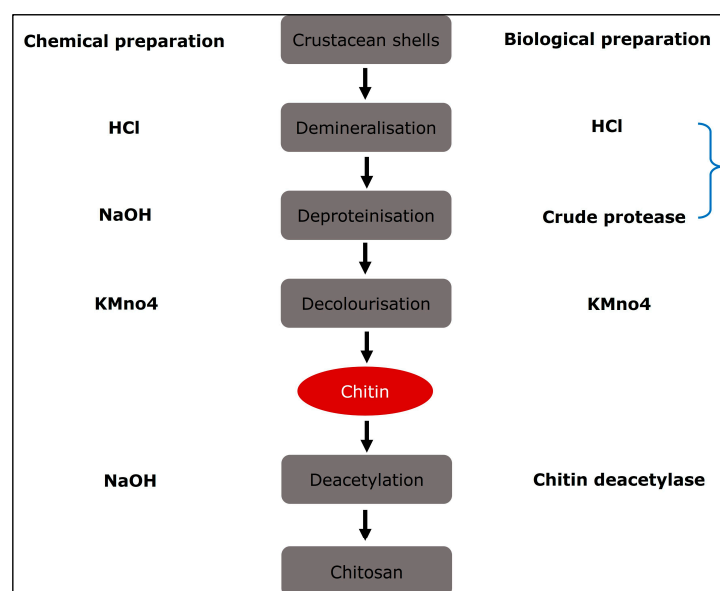 Chemical preparation
Crustacean shells
Biological preparation
HCl
Demineralisation
HCl
NaOH
Deproteinisation
Crude protease
KMno4
Decolourisation
KMno4
Chitin
NaOH
Deacetylation
Chitin deacetylase
Chitosan